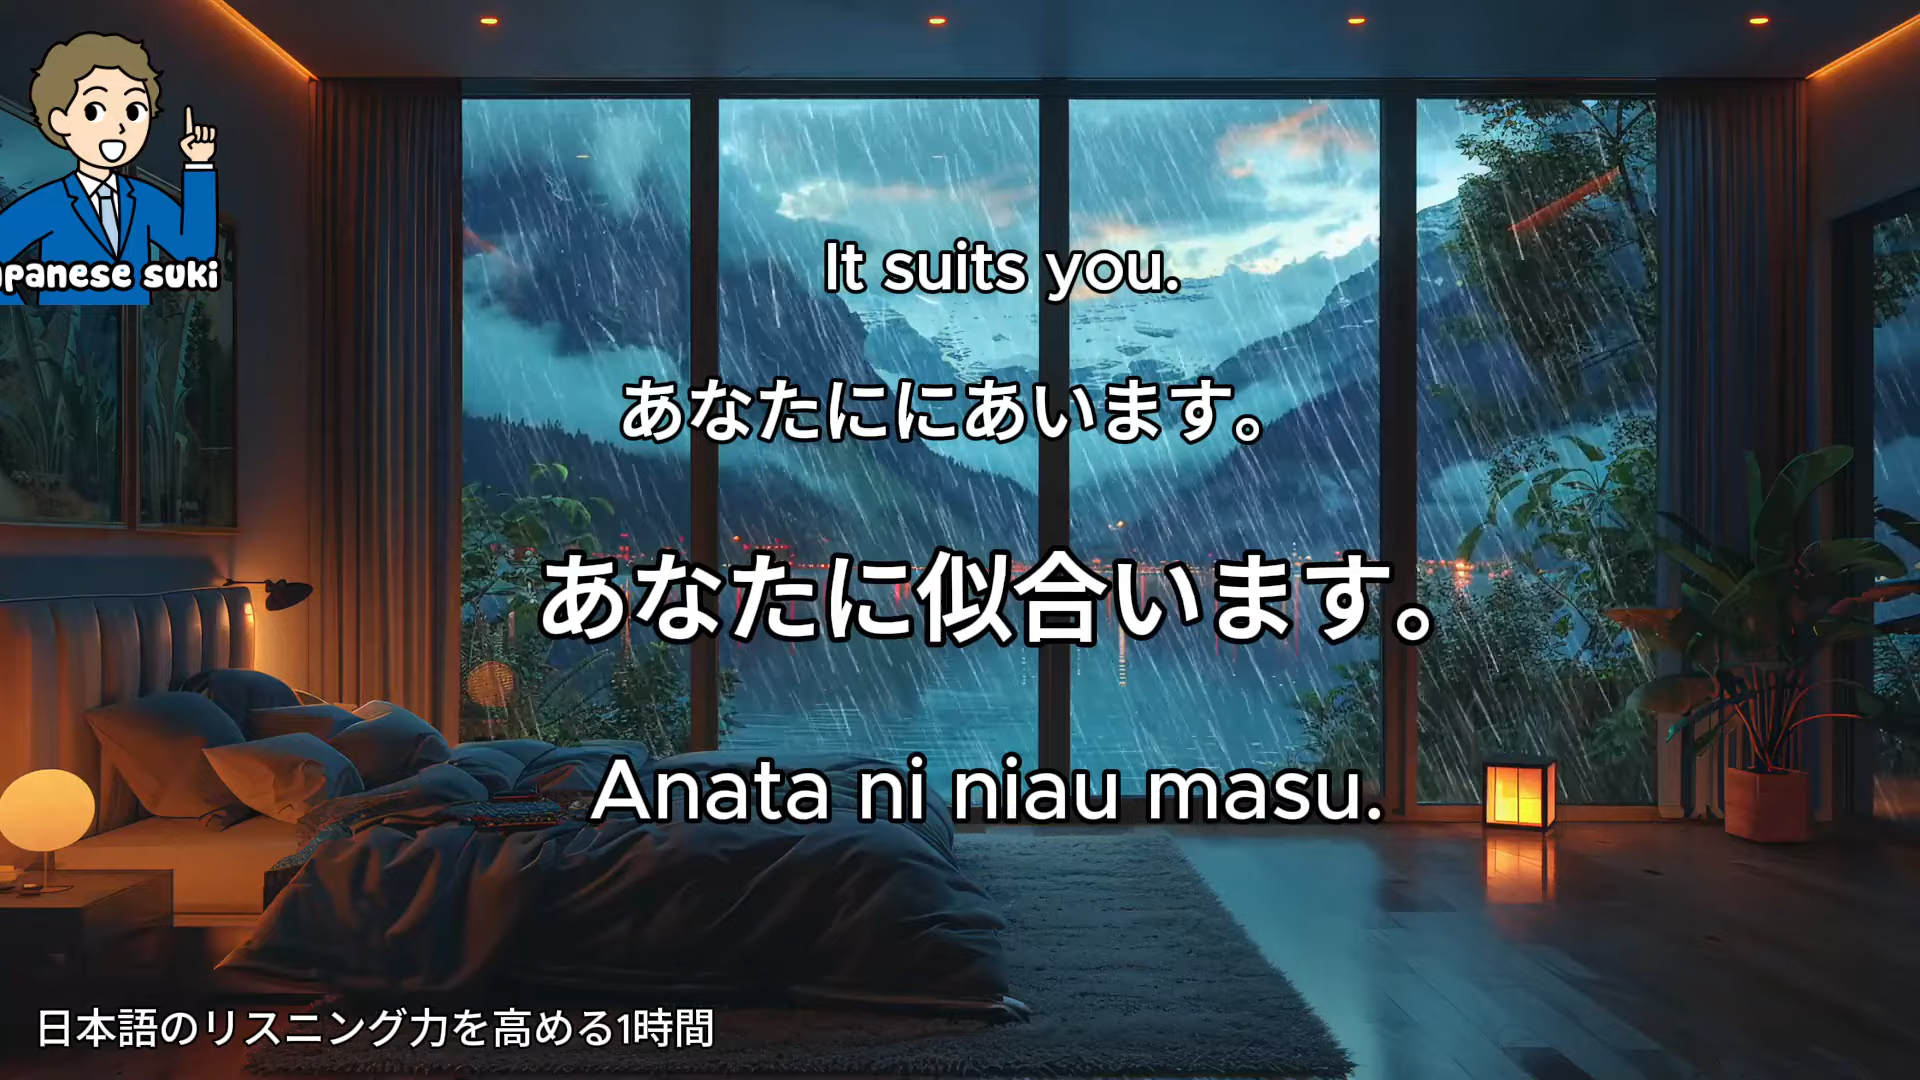 apanese suki
It suits you.
あなたににあいます。
あなたに似合います。
Anata ni niau masu.
日本語のリスニング力を高める1時間